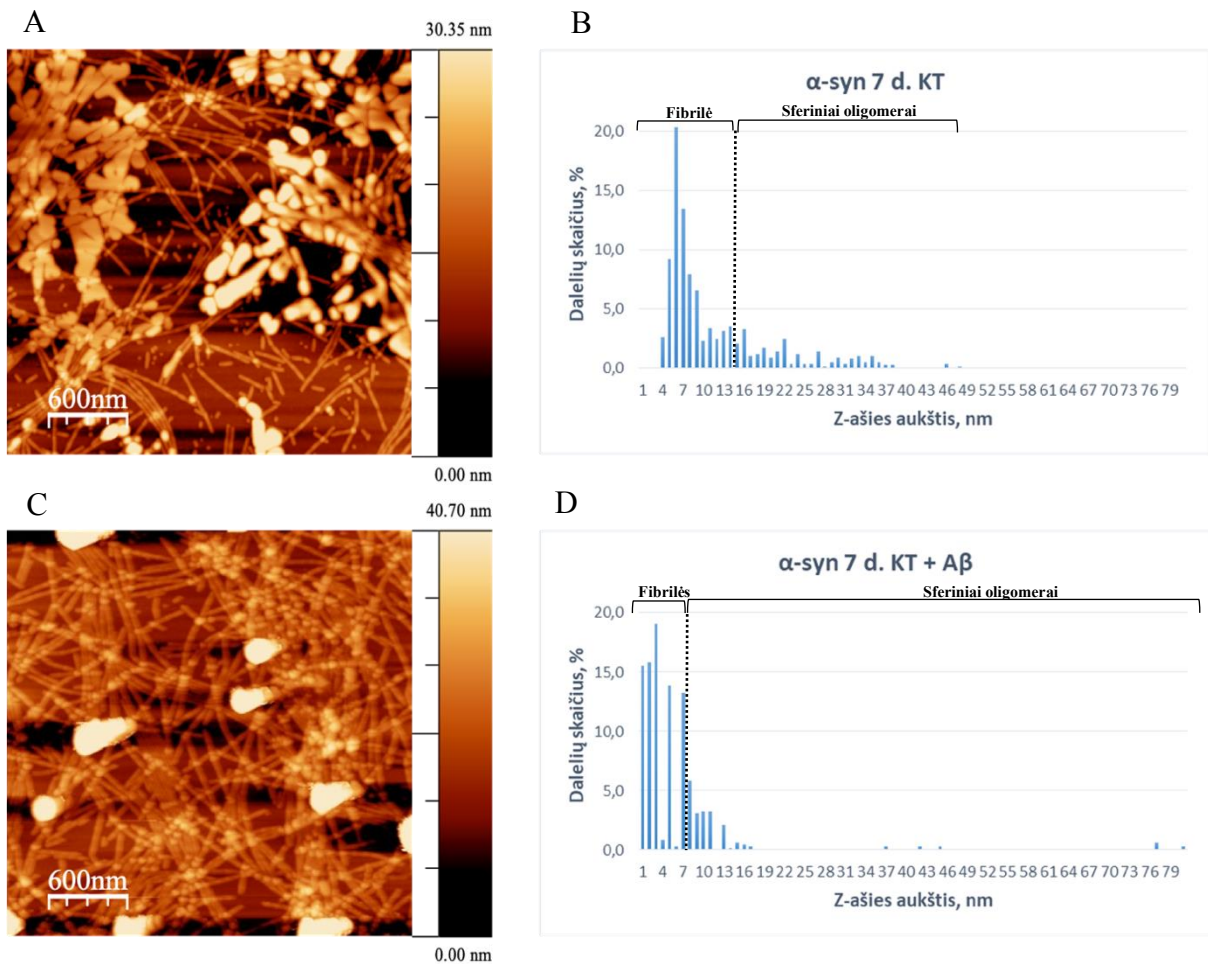 A
30.35 nm
600nm
0.00 nm
B
α-syn 7 d. KT
Fibrilė
Sferiniai oligomerai
20,0
15,0
10,0
5,0
0,0
Dalelių skaičius, %
1 4 7 10 13 16 19 22 25 28 31 34 37 40 43 46 49 52 55 58 61 64 67 70 73 76 79
Z-ašies aukštis, nm
C
40.70 nm
600nm
0.00 nm
D
α-syn 7 d. KT + Aβ
Fibrilės
Sferiniai oligomerai
20,0
15,0
10,0
5,0
0,0
Dalelių skaičius, %
1 4 7 10 13 16 19 22 25 28 31 34 37 40 43 46 49 52 55 58 61 64 67 70 73 76 79
Z-ašies aukštis, nm